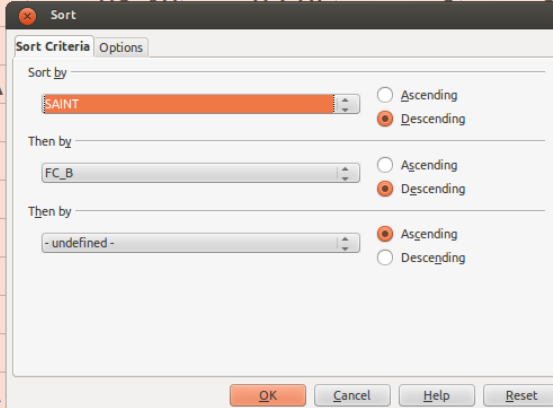 Sort
Sort Criteria Options
Sort by
SAINT
Ascending
Descending
Then by
FC_B
Ascending
Descending
Then by
- undefined -
Ascending
Descending
OK Cancel Help Reset